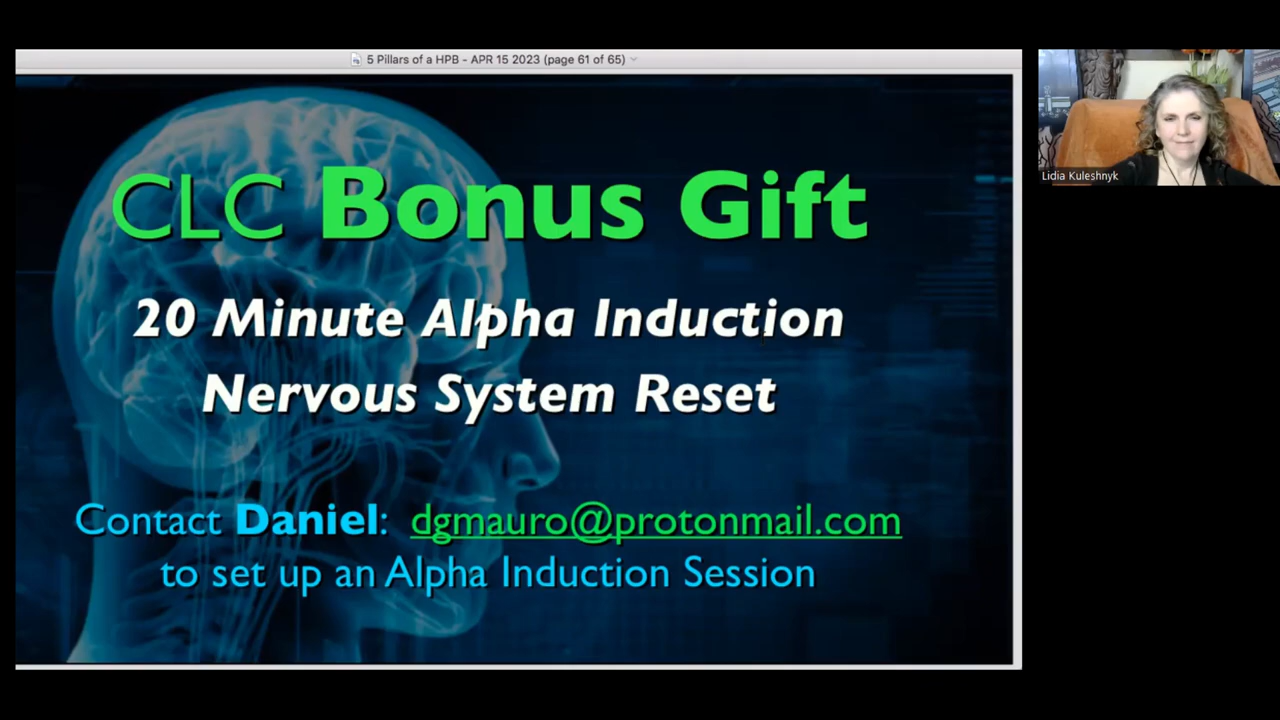 5 Pillars of a HPB - APR 15 2023 (page 61 of 65)
CLC Bonus Gift
20 Minute Alpha Induction
Nervous System Reset
Contact Daniel: dgmauro@protonmail.com
to set up an Alpha Induction Session
Lidia Kuleshnyk